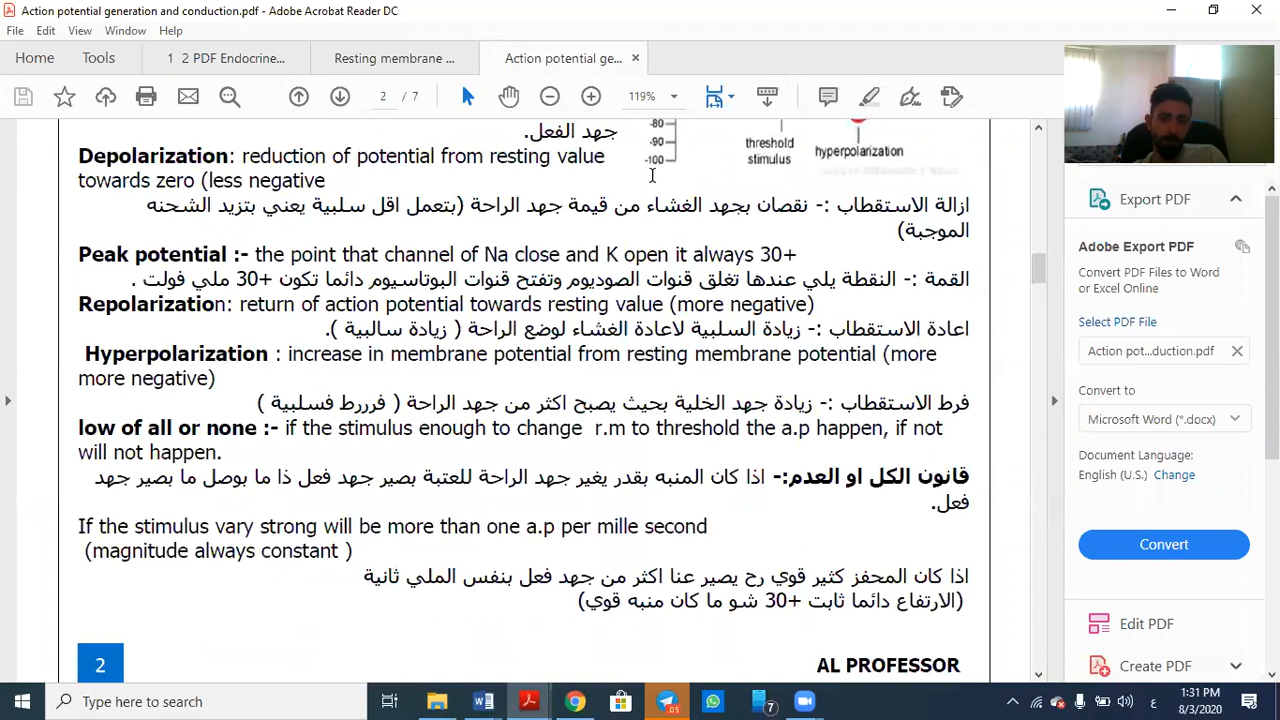 Action potential generation and conduction.pdf - Adobe Acrobat Reader DC
File Edit View Window Help
Home Tools 1 2 PDF Endocrine... Resting membrane ... Action potential ge...
2 / 7 119%
جهد الفعل.
-80
-90
-100
threshold
stimulus
hyperpolarization
Depolarization: reduction of potential from resting value
towards zero (less negative
ازالة الاستقطاب :- نقصان بجهد الغشاء من قيمة جهد الراحة (بتعمل اقل سلبية يعني بتزيد الشحنه
الموجبة)
Peak potential :- the point that channel of Na close and K open it always 30+
القمة :- النقطة يلي عندها تغلق قنوات الصوديوم وتفتح قنوات البوتاسيوم دائما تكون +30 ملي فولت .
Repolarization: return of action potential towards resting value (more negative)
اعادة الاستقطاب :- زيادة السلبية لاعادة الغشاء لوضع الراحة ( زيادة سالبية ).
Hyperpolarization : increase in membrane potential from resting membrane potential (more
more negative)
فرط الاستقطاب :- زيادة جهد الخلية بحيث يصبح اكثر من جهد الراحة ( فرررط فسلبية )
low of all or none :- if the stimulus enough to change r.m to threshold the a.p happen, if not
will not happen.
قانون الكل او العدم:- اذا كان المنبه بقدر يغير جهد الراحة للعتبة بصير جهد فعل ذا ما بوصل ما بصير جهد
فعل.
If the stimulus vary strong will be more than one a.p per mille second
(magnitude always constant )
اذا كان المحفز كثير قوي رح يصير عنا اكثر من جهد فعل بنفس الملي ثانية
(الارتفاع دائما ثابت +30 شو ما كان منبه قوي)
2
AL PROFESSOR
Export PDF
Adobe Export PDF
Convert PDF Files to Word
or Excel Online
Select PDF File
Action pot...duction.pdf
Convert to
Microsoft Word (*.docx)
Document Language:
English (U.S.) Change
Convert
Edit PDF
Create PDF
Type here to search
.05
7
ع
1:31 PM
8/3/2020